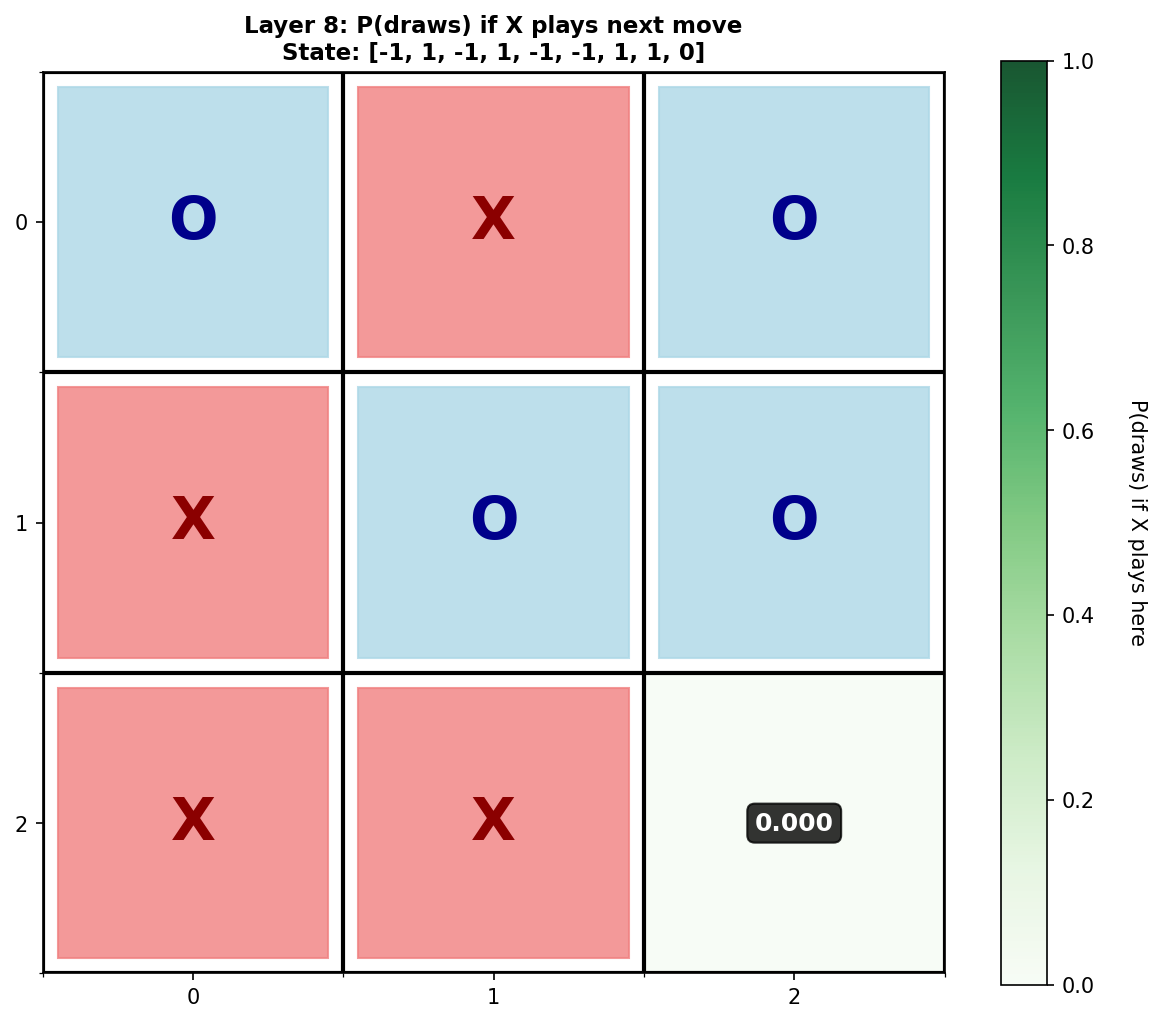 Layer 8: P(draws) if X plays next move
State: [-1, 1, -1, 1, -1, -1, 1, 1, 0]
O X O
X O O
X X 0.000
0
1
2
0 1 2
1.0
0.8
0.6
0.4
0.2
0.0
P(draws) if X plays here